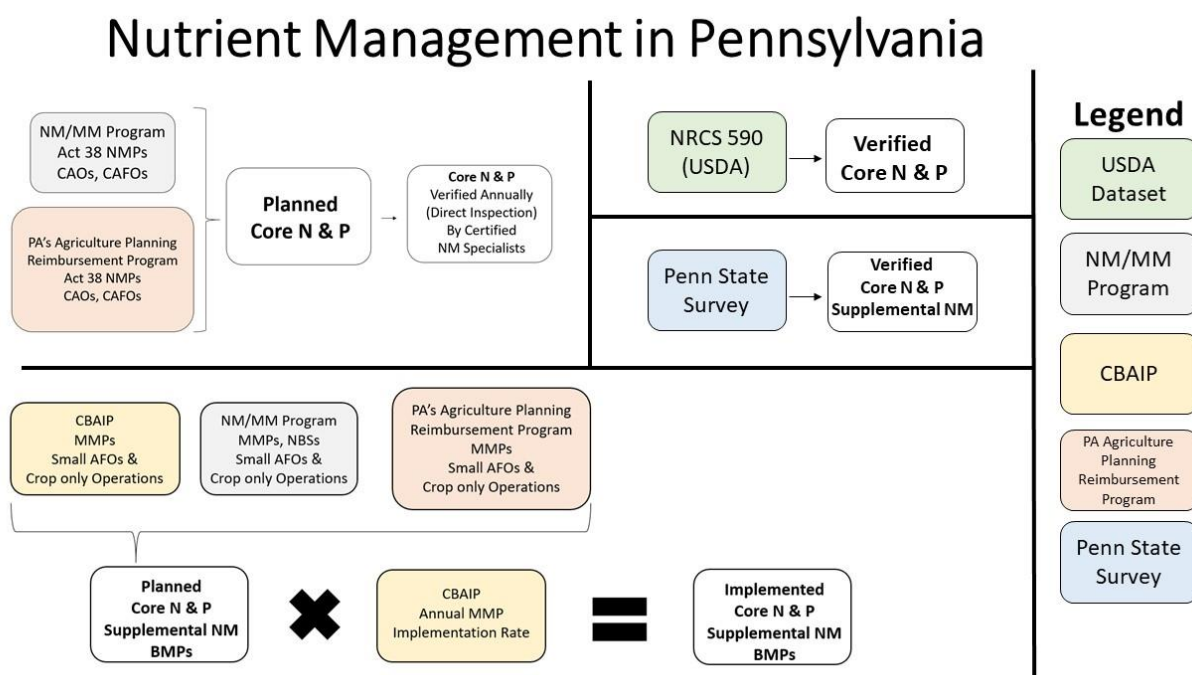 Nutrient Management in Pennsylvania
NM/MM Program
Act 38 NMPs
CAOs, CAFOs
PA's Agriculture Planning
Reimbursement Program
Act 38 NMPs
CAOs, CAFOs
Planned
Core N & P
Core N & P
Verified Annually
(Direct Inspection)
By Certified
NM Specialists
NRCS 590
(USDA)
Verified
Core N & P
Penn State
Survey
Verified
Core N & P
Supplemental NM
CBAIP
MMPs
Small AFOs &
Crop only Operations
NM/MM Program
MMPs, NBSs
Small AFOs &
Crop only Operations
PA's Agriculture Planning
Reimbursement Program
MMPs
Small AFOs &
Crop only Operations
Planned
Core N & P
Supplemental NM
BMPs
CBAIP
Annual MMP
Implementation Rate
Implemented
Core N & P
Supplemental NM
BMPs
Legend
USDA
Dataset
NM/MM
Program
CBAIP
PA Agriculture
Planning
Reimbursement
Program
Penn State
Survey